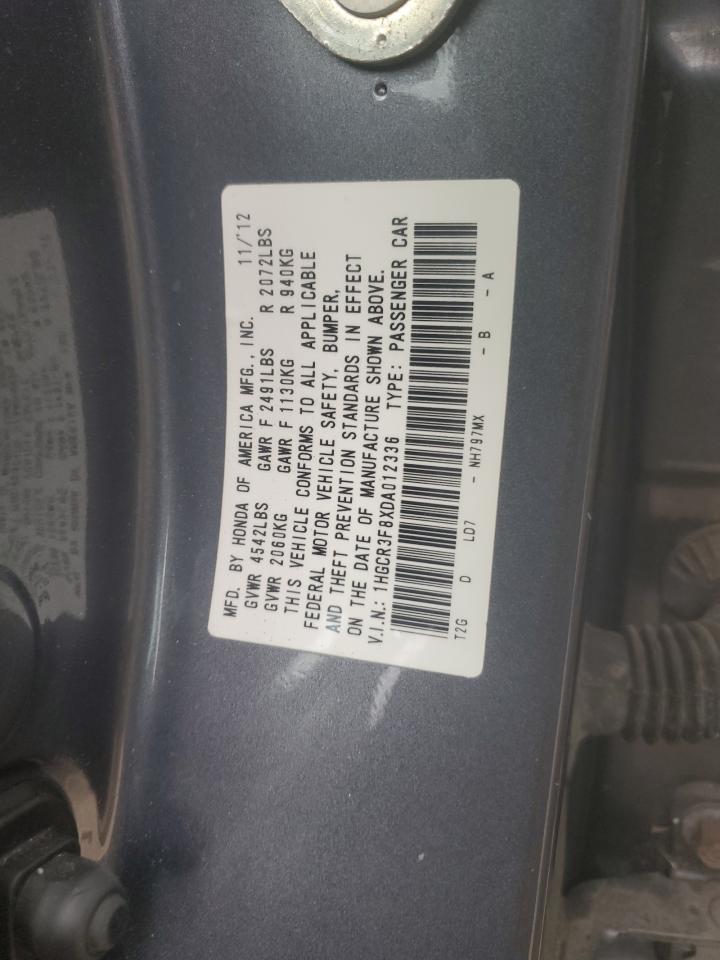 MFD. BY HONDA OF AMERICA MFG., INC. 11/'12
GVWR 4542LBS GAWR F 2491LBS R 2072LBS
GVWR 2060KG GAWR F 1130KG R 940KG
THIS VEHICLE CONFORMS TO ALL APPLICABLE
FEDERAL MOTOR VEHICLE SAFETY, BUMPER,
AND THEFT PREVENTION STANDARDS IN EFFECT
ON THE DATE OF MANUFACTURE SHOWN ABOVE.
V.I.N.: 1HGCR3F8XDA012336 TYPE: PASSENGER CAR
T2G D LD7 - NH797MX - B - A